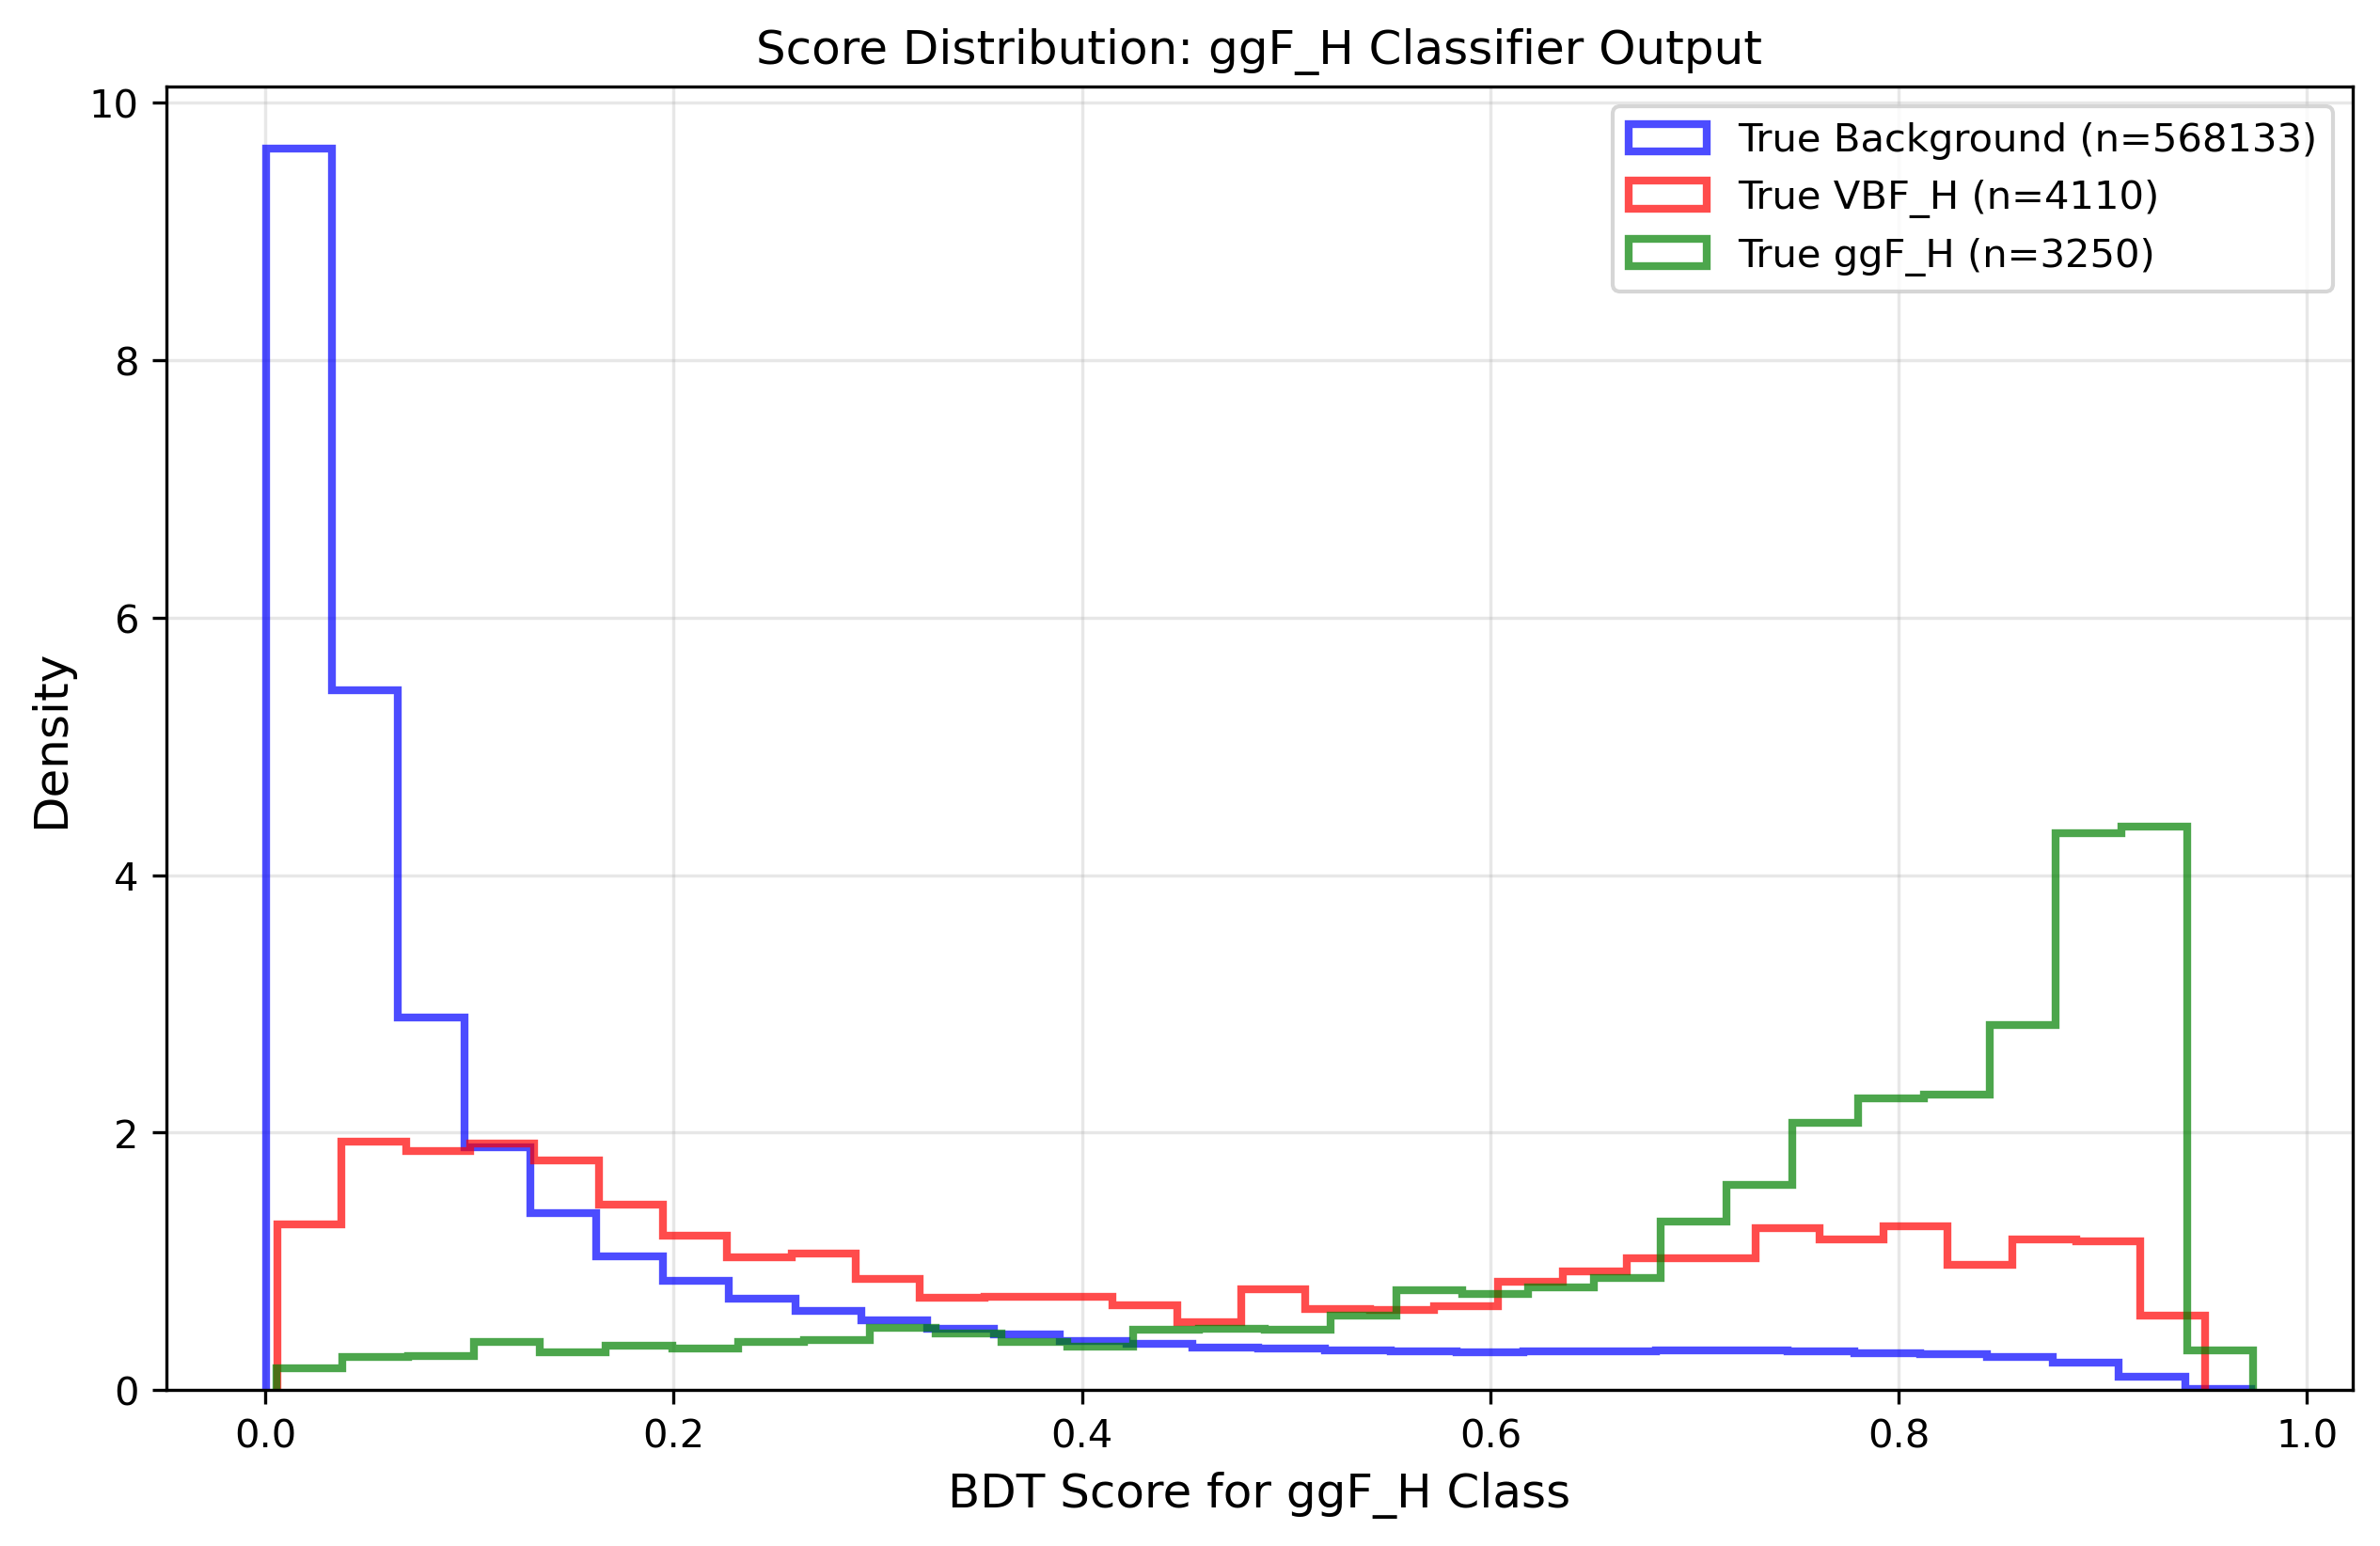 Score Distribution: ggF_H Classifier Output
True Background (n=568133)
True VBF_H (n=4110)
True ggF_H (n=3250)
Density
10
8
6
4
2
0
0.0 0.2 0.4 0.6 0.8 1.0
BDT Score for ggF_H Class